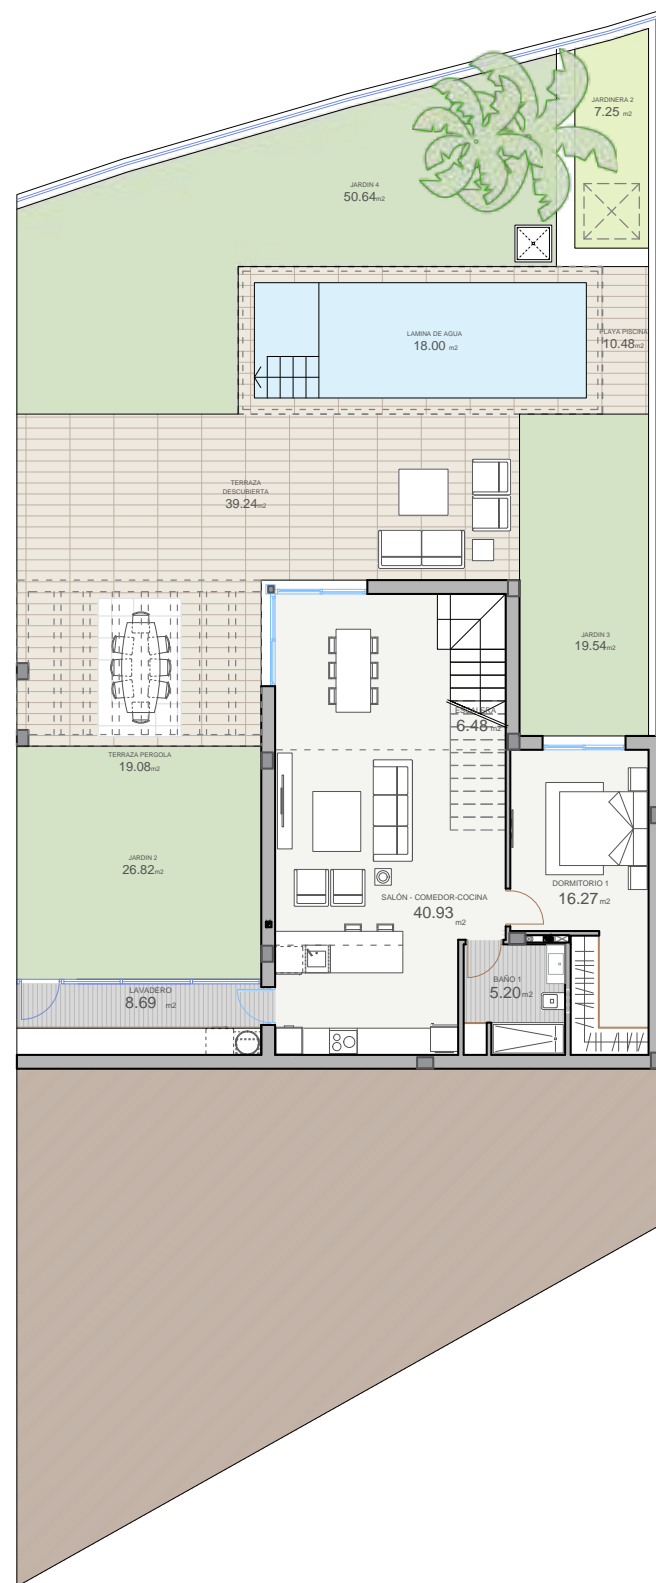 JARDINERA 2
7.25 m2
JARDIN 4
50.64m2
LAMINA DE AGUA
18.00 m2
PLAYA PISCINA
10.48m2
TERRAZA
DESCUBIERTA
39.24m2
JARDIN 3
19.54m2
ESCALERA
6.48 m2
TERRAZA PERGOLA
19.08m2
JARDIN 2
26.82m2
DORMITORIO 1
16.27 m2
SALÓN - COMEDOR-COCINA
40.93 m2
BAÑO 1
5.20m2
LAVADERO
8.69 m2